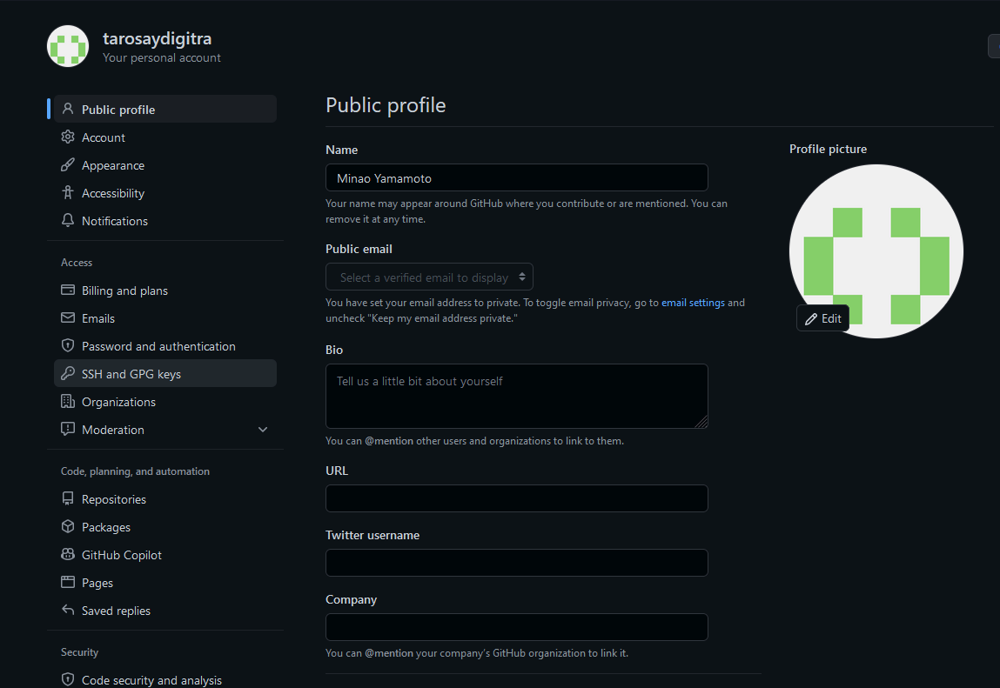 tarosaydigitra
Your personal account
Public profile
Account
Appearance
Accessibility
Notifications
Access
Billing and plans
Emails
Password and authentication
SSH and GPG keys
Organizations
Moderation
Code, planning, and automation
Repositories
Packages
GitHub Copilot
Pages
Saved replies
Security
Code security and analysis
Public profile
Name
Minao Yamamoto
Your name may appear around GitHub where you contribute or are mentioned. You can
remove it at any time.
Public email
Select a verified email to display
You have set your email address to private. To toggle email privacy, go to email settings and
uncheck "Keep my email address private."
Bio
Tell us a little bit about yourself
You can @mention other users and organizations to link to them.
URL
Twitter username
Company
You can @mention your company’s GitHub organization to link it.
Profile picture
Edit